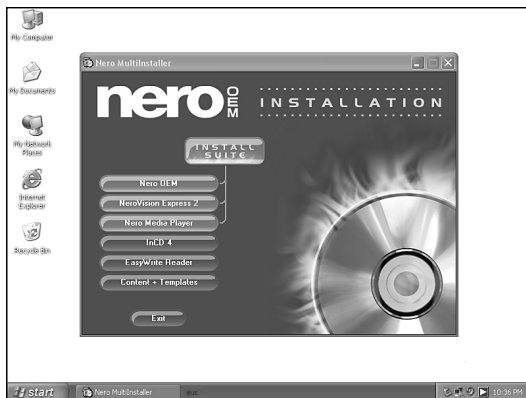 My Computer
My Documents
My Network
Places
Internet
Explorer
Recycle Bin
Nero MultiInstaller
nero OEM
INSTALLATION
INSTALL
SUITE
Nero OEM
NeroVision Express 2
Nero Media Player
InCD 4
EasyWrite Reader
Content + Templates
Exit
start
Nero MultiInstaller
10:36 PM